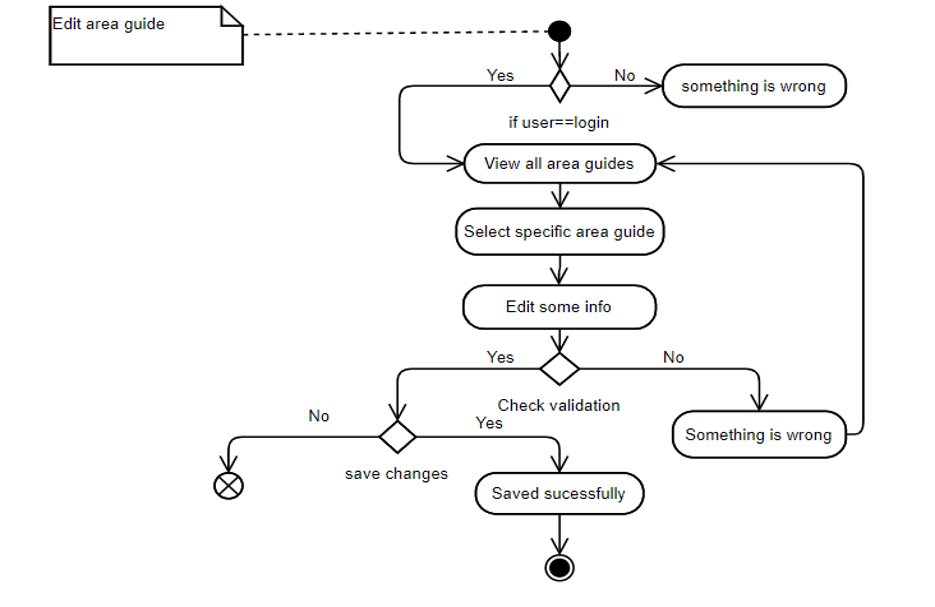 Edit area guide
Yes
No
something is wrong
if user==login
View all area guides
Select specific area guide
Edit some info
Yes
No
Check validation
No
Yes
Something is wrong
save changes
Saved sucessfully